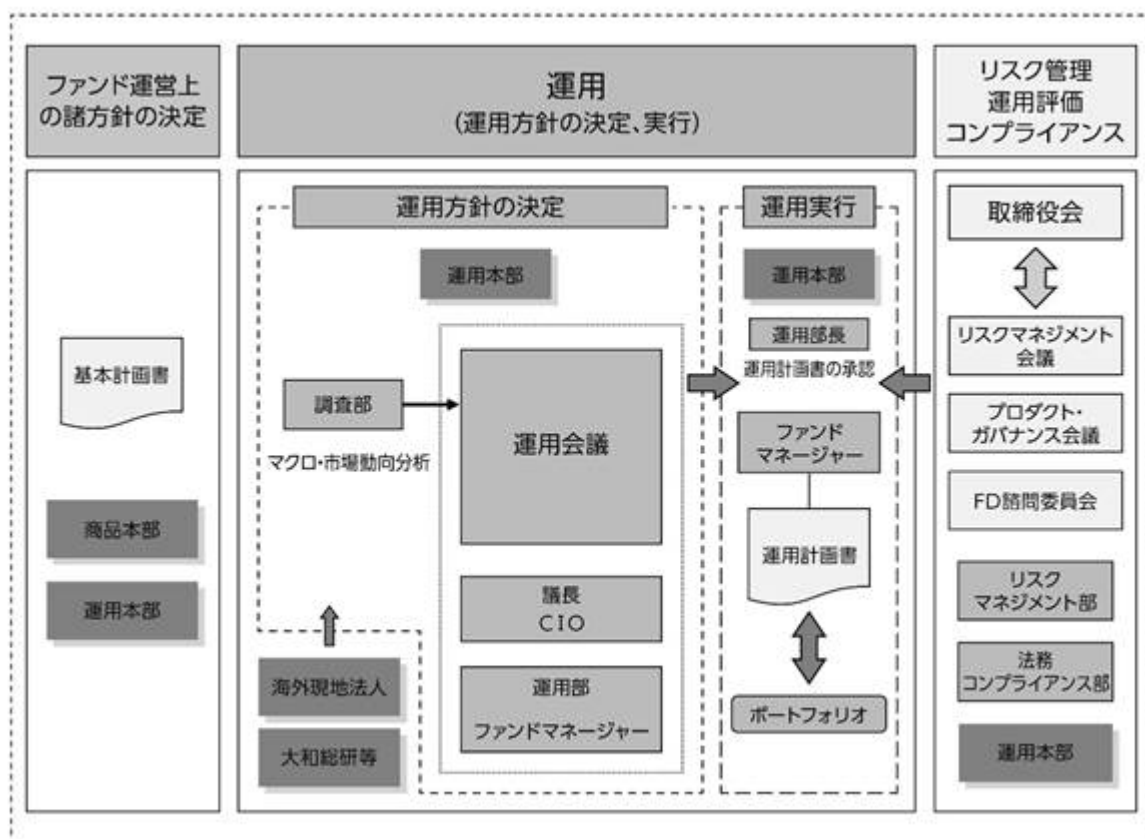 ファンド運営上
の諸方針の決定
運用
(運用方針の決定、実行)
リスク管理
運用評価
コンプライアンス
基本計画書
商品本部
運用本部
運用方針の決定
運用本部
調査部
マクロ・市場動向分析
運用会議
議長
CIO
運用部
ファンドマネージャー
海外現地法人
大和総研等
運用実行
運用本部
運用部長
運用計画書の承認
ファンド
マネージャー
運用計画書
ポートフォリオ
取締役会
リスクマネジメント
会議
プロダクト・
ガバナンス会議
FD諮問委員会
リスク
マネジメント部
法務
コンプライアンス部
運用本部